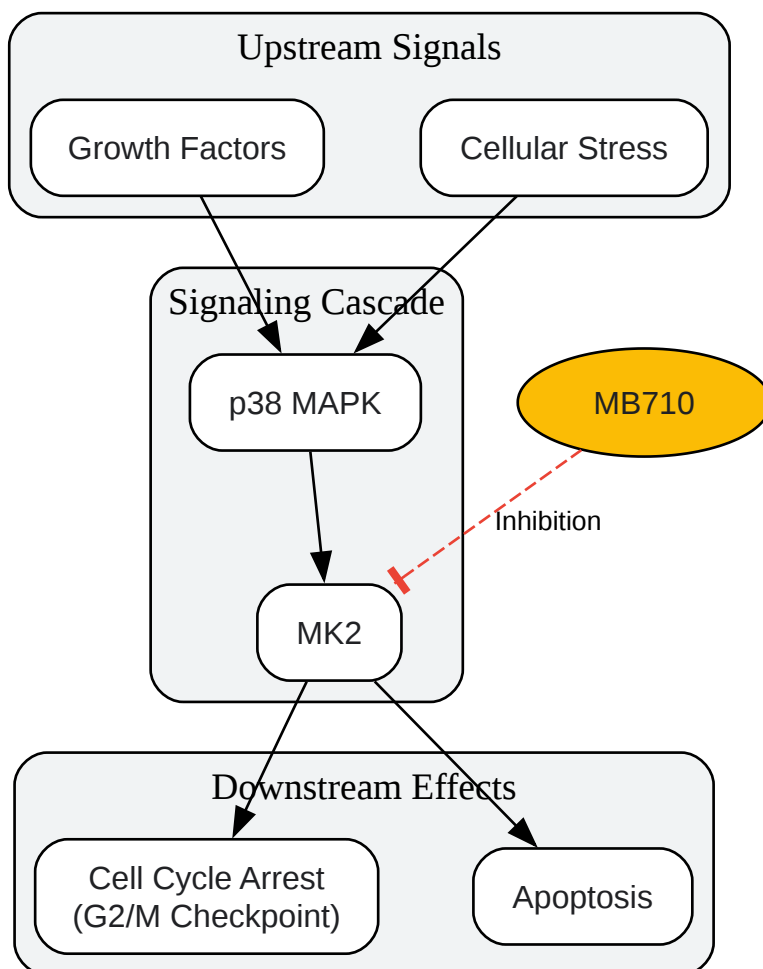 Upstream Signals
Growth Factors
Cellular Stress
Signaling Cascade
p38 MAPK
MB710
Inhibition
MK2
Downstream Effects
Cell Cycle Arrest
(G2/M Checkpoint)
Apoptosis